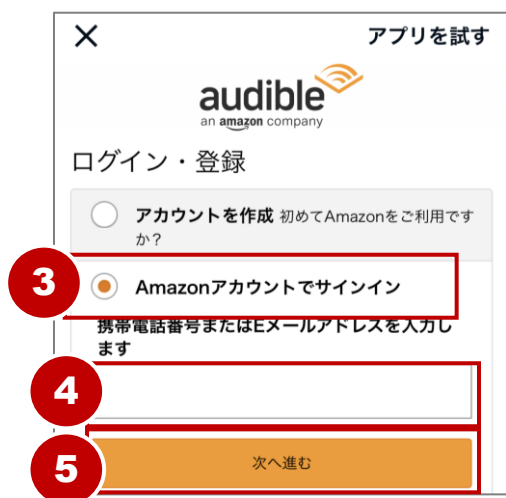 アプリを試す
audible
an amazon company
ログイン・登録
アカウントを作成 初めてAmazonをご利用です
か？
3
Amazonアカウントでサインイン
携帯電話番号またはEメールアドレスを入力し
ます
4
5
次へ進む